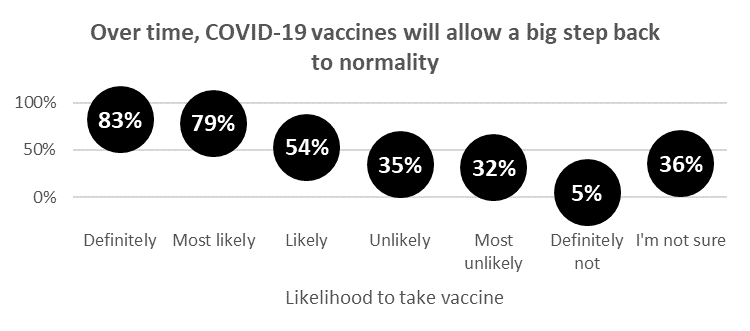 Over time, COVID-19 vaccines will allow a big step back
to normality
100%
50%
0%
83%
79%
54%
35%
32%
5%
36%
Definitely
Most likely
Likely
Unlikely
Most
unlikely
Definitely
not
I'm not sure
Likelihood to take vaccine